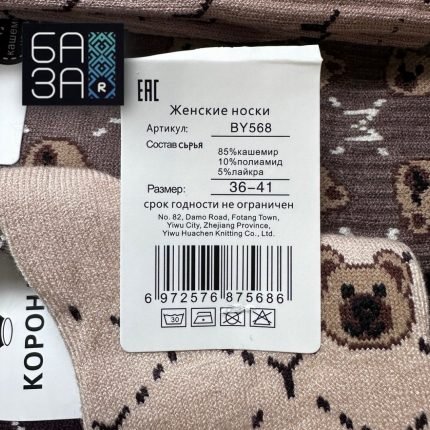 БА
ЗА R
кашем
EAC
Женские носки
Артикул: BY568
Состав сырья 85%кашемир
10%полиамид
5%лайкра
Размер: 36-41
срок годности не ограничен
No. 82, Damo Road, Fotang Town,
Yiwu City, Zhejiang Province,
Yiwu Huachen Knitting Co., Ltd.
6 972576 875686
30
КОРОН